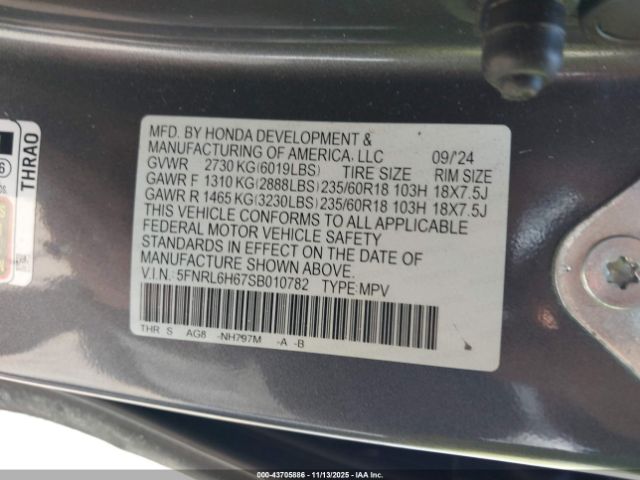 MFD. BY HONDA DEVELOPMENT &
MANUFACTURING OF AMERICA, LLC 09/'24
GVWR 2730 KG(6019LBS) TIRE SIZE RIM SIZE
GAWR F 1310 KG(2888LBS) 235/60R18 103H 18X7.5J
GAWR R 1465 KG(3230LBS) 235/60R18 103H 18X7.5J
THIS VEHICLE CONFORMS TO ALL APPLICABLE
FEDERAL MOTOR VEHICLE SAFETY
STANDARDS IN EFFECT ON THE DATE OF
MANUFACTURE SHOWN ABOVE.
V.I.N.: 5FNRL6H67SB010782 TYPE:MPV
THR S AG8 -NH797M -A -B
THRAO
00-43705886 - 11/13/2025 - Copart, IAAI